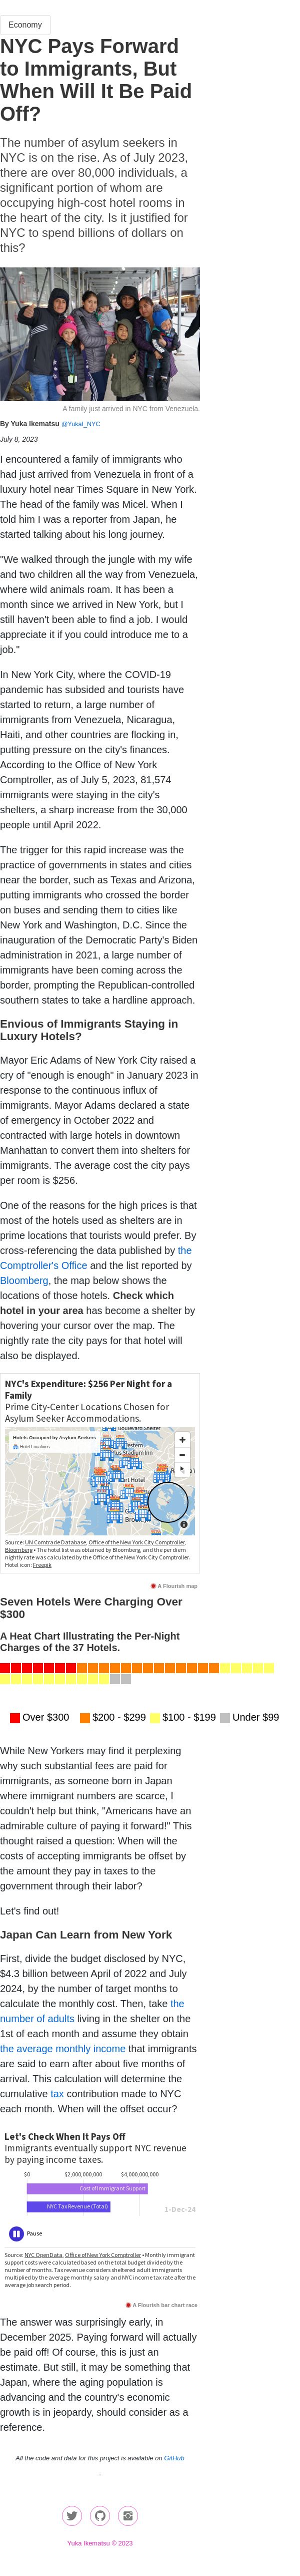 Economy
NYC Pays Forward
to Immigrants, But
When Will It Be Paid
Off?
The number of asylum seekers in
NYC is on the rise. As of July 2023,
there are over 80,000 individuals, a
significant portion of whom are
occupying high-cost hotel rooms in
the heart of the city. Is it justified for
NYC to spend billions of dollars on
this?
A family just arrived in NYC from Venezuela.
By Yuka Ikematsu @YukaI_NYC
July 8, 2023
I encountered a family of immigrants who
had just arrived from Venezuela in front of a
luxury hotel near Times Square in New York.
The head of the family was Micel. When I
told him I was a reporter from Japan, he
started talking about his long journey.
"We walked through the jungle with my wife
and two children all the way from Venezuela,
where wild animals roam. It has been a
month since we arrived in New York, but I
still haven't been able to find a job. I would
appreciate it if you could introduce me to a
job."
In New York City, where the COVID-19
pandemic has subsided and tourists have
started to return, a large number of
immigrants from Venezuela, Nicaragua,
Haiti, and other countries are flocking in,
putting pressure on the city's finances.
According to the Office of New York
Comptroller, as of July 5, 2023, 81,574
immigrants were staying in the city's
shelters, a sharp increase from the 30,000
people until April 2022.
The trigger for this rapid increase was the
practice of governments in states and cities
near the border, such as Texas and Arizona,
putting immigrants who crossed the border
on buses and sending them to cities like
New York and Washington, D.C. Since the
inauguration of the Democratic Party's Biden
administration in 2021, a large number of
immigrants have been coming across the
border, prompting the Republican-controlled
southern states to take a hardline approach.
Envious of Immigrants Staying in
Luxury Hotels?
Mayor Eric Adams of New York City raised a
cry of "enough is enough" in January 2023 in
response to the continuous influx of
immigrants. Mayor Adams declared a state
of emergency in October 2022 and
contracted with large hotels in downtown
Manhattan to convert them into shelters for
immigrants. The average cost the city pays
per room is $256.
One of the reasons for the high prices is that
most of the hotels used as shelters are in
prime locations that tourists would prefer. By
cross-referencing the data published by the
Comptroller's Office and the list reported by
Bloomberg, the map below shows the
locations of those hotels. Check which
hotel in your area has become a shelter by
hovering your cursor over the map. The
nightly rate the city pays for that hotel will
also be displayed.
NYC's Expenditure: $256 Per Night for a
Family
Prime City-Center Locations Chosen for
Asylum Seeker Accommodations.
Hotels Occupied by Asylum Seekers
Hotel Locations
Source: UN Comtrade Database, Office of the New York City Comptroller,
Bloomberg • The hotel list was obtained by Bloomberg, and the per diem
nightly rate was calculated by the Office of the New York City Comptroller.
Hotel icon: Freepik
A Flourish map
Seven Hotels Were Charging Over
$300
A Heat Chart Illustrating the Per-Night
Charges of the 37 Hotels.
Over $300 $200 - $299 $100 - $199 Under $99
While New Yorkers may find it perplexing
why such substantial fees are paid for
immigrants, as someone born in Japan
where immigrant numbers are scarce, I
couldn't help but think, "Americans have an
admirable culture of paying it forward!" This
thought raised a question: When will the
costs of accepting immigrants be offset by
the amount they pay in taxes to the
government through their labor?
Let's find out!
Japan Can Learn from New York
First, divide the budget disclosed by NYC,
$4.3 billion between April of 2022 and July
2024, by the number of target months to
calculate the monthly cost. Then, take the
number of adults living in the shelter on the
1st of each month and assume they obtain
the average monthly income that immigrants
are said to earn after about five months of
arrival. This calculation will determine the
cumulative tax contribution made to NYC
each month. When will the offset occur?
Let's Check When It Pays Off
Immigrants eventually support NYC revenue
by paying income taxes.
$0 $2,000,000,000 $4,000,000,000
Cost of Immigrant Support
NYC Tax Revenue (Total)
1-Dec-24
Pause
Source: NYC OpenData, Office of New York Comptroller • Monthly immigrant
support costs were calculated based on the total budget divided by the
number of months. Tax revenue considers sheltered adult immigrants
multiplied by the average monthly salary and NYC income tax rate after the
average job search period.
A Flourish bar chart race
The answer was surprisingly early, in
December 2025. Paying forward will actually
be paid off! Of course, this is just an
estimate. But still, it may be something that
Japan, where the aging population is
advancing and the country's economic
growth is in jeopardy, should consider as a
reference.
All the code and data for this project is available on GitHub
.
Yuka Ikematsu © 2023